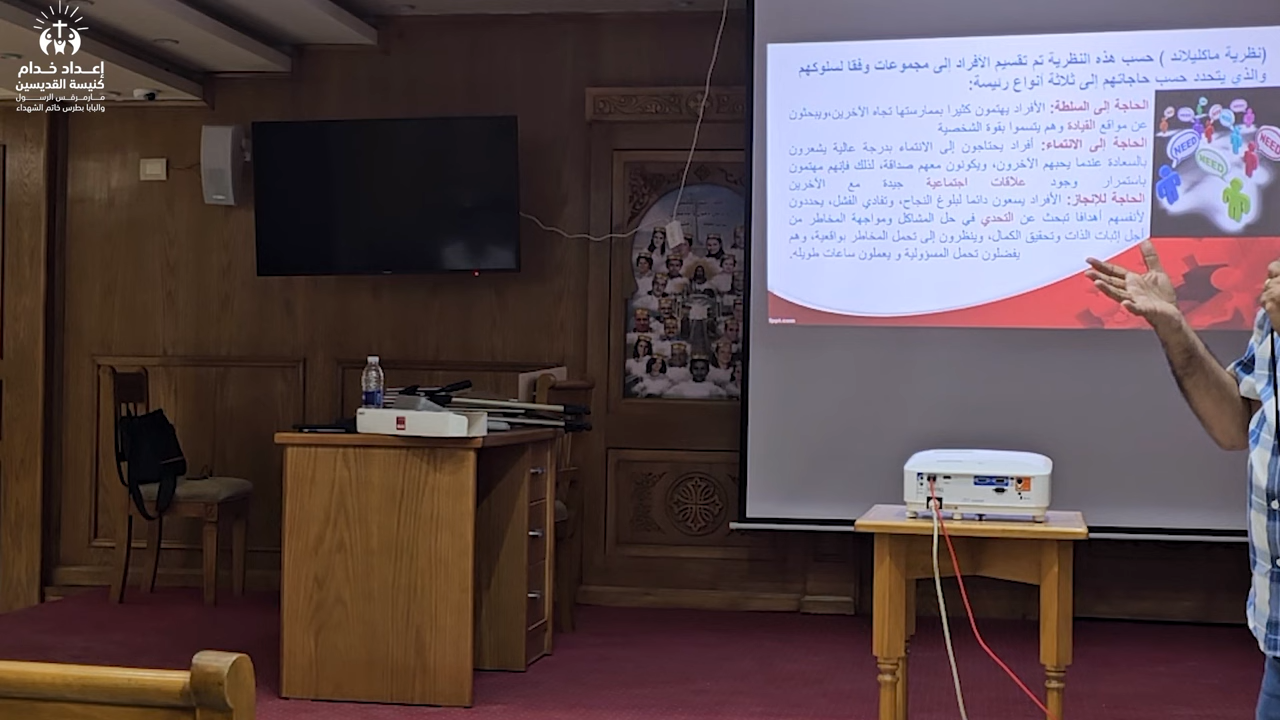 إعداد خدام
كنيسة القديسين
مارمرقس الرسول
والبابا بطرس خاتم الشهداء
(نظرية ماكليلاند ) حسب هذه النظرية تم تقسيم الأفراد إلى مجموعات وفقا لسلوكهم
والذي يتحدد حسب حاجاتهم إلى ثلاثة أنواع رئيسة:
الحاجة إلى السلطة: الأفراد يهتمون كثيرا بممارستها تجاه الآخرين،ويبحثون
عن مواقع القيادة وهم يتسموا بقوة الشخصية
الحاجة إلى الانتماء: أفراد يحتاجون إلى الانتماء بدرجة عالية يشعرون
بالسعادة عندما يحبهم الآخرون، ويكونون معهم صداقة، لذلك فإنهم مهتمون
باستمرار وجود علاقات اجتماعية جيدة مع الآخرين
الحاجة للإنجاز: الأفراد يسعون دائما لبلوغ النجاح، وتفادي الفشل، يحددون
لأنفسهم أهدافا تبحث عن التحدي في حل المشاكل ومواجهة المخاطر من
أجل إثبات الذات وتحقيق الكمال، وينظرون إلى تحمل المخاطر بواقعية، وهم
يفضلون تحمل المسؤولية و يعملون ساعات طويلة.
NEED
NEED
NEED
fppt.com